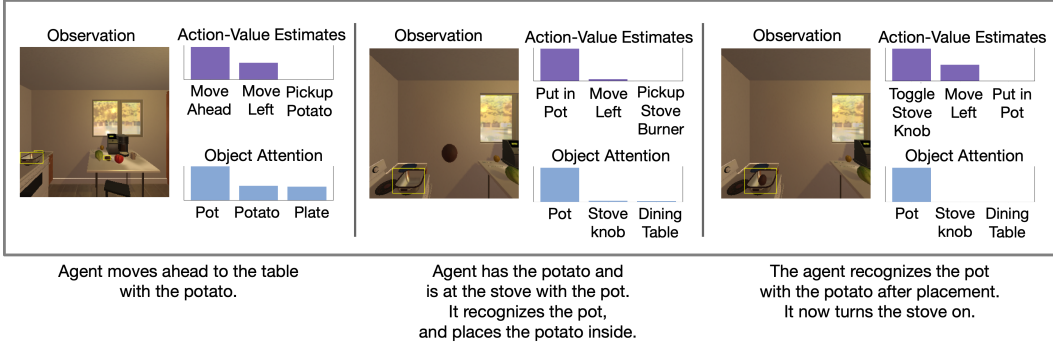 Observation
Action-Value Estimates
Move
Ahead
Move
Left
Pickup
Potato
Object Attention
Pot
Potato
Plate
Observation
Action-Value Estimates
Put in
Pot
Move
Left
Pickup
Stove
Burner
Object Attention
Pot
Stove
knob
Dining
Table
Observation
Action-Value Estimates
Toggle
Stove
Knob
Move
Left
Put in
Pot
Object Attention
Pot
Stove
knob
Dining
Table
Agent moves ahead to the table
with the potato.
Agent has the potato and
is at the stove with the pot.
It recognizes the pot,
and places the potato inside.
The agent recognizes the pot
with the potato after placement.
It now turns the stove on.